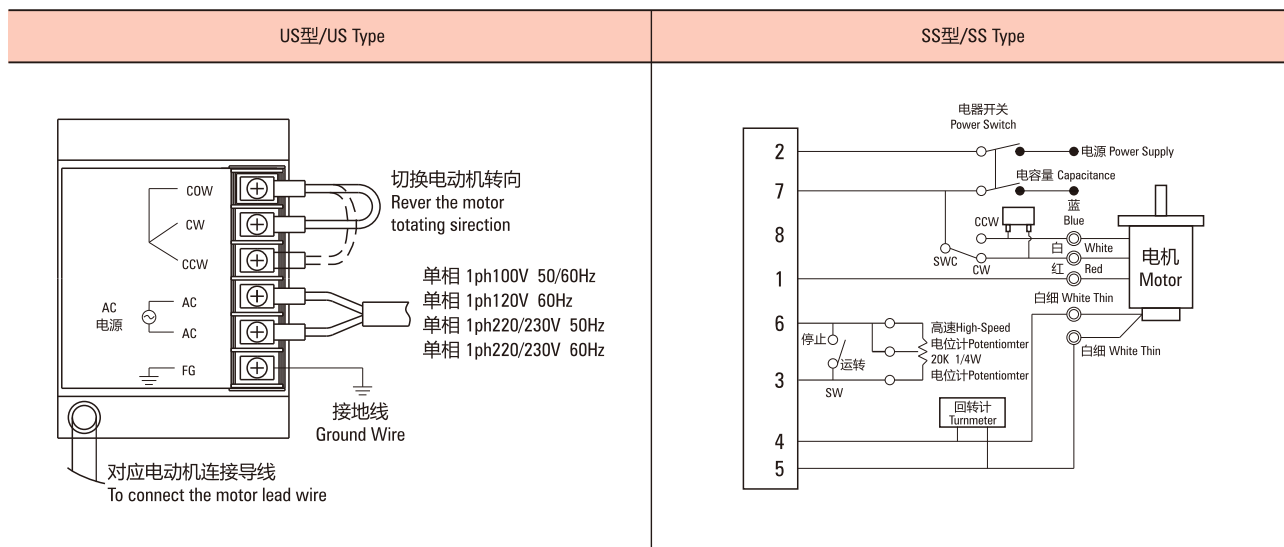 US型/US Type
COW
CW
CCW
AC
电源
AC
AC
FG
切换电动机转向
Rever the motor
totating sirection
单相 1ph100V 50/60Hz
单相 1ph120V 60Hz
单相 1ph220/230V 50Hz
单相 1ph220/230V 60Hz
接地线
Ground Wire
对应电动机连接导线
To connect the motor lead wire
SS型/SS Type
电器开关
Power Switch
2
电源 Power Supply
电容量 Capacitance
7
蓝
Blue
CCW
8
白 White
SWC
CW
红 Red
1
电机
Motor
白细 White Thin
6
停止
运转
高速High-Speed
电位计Potentiomter
20K 1/4W
电位计Potentiomter
白细 White Thin
3
SW
回转计
Turnmeter
4
5